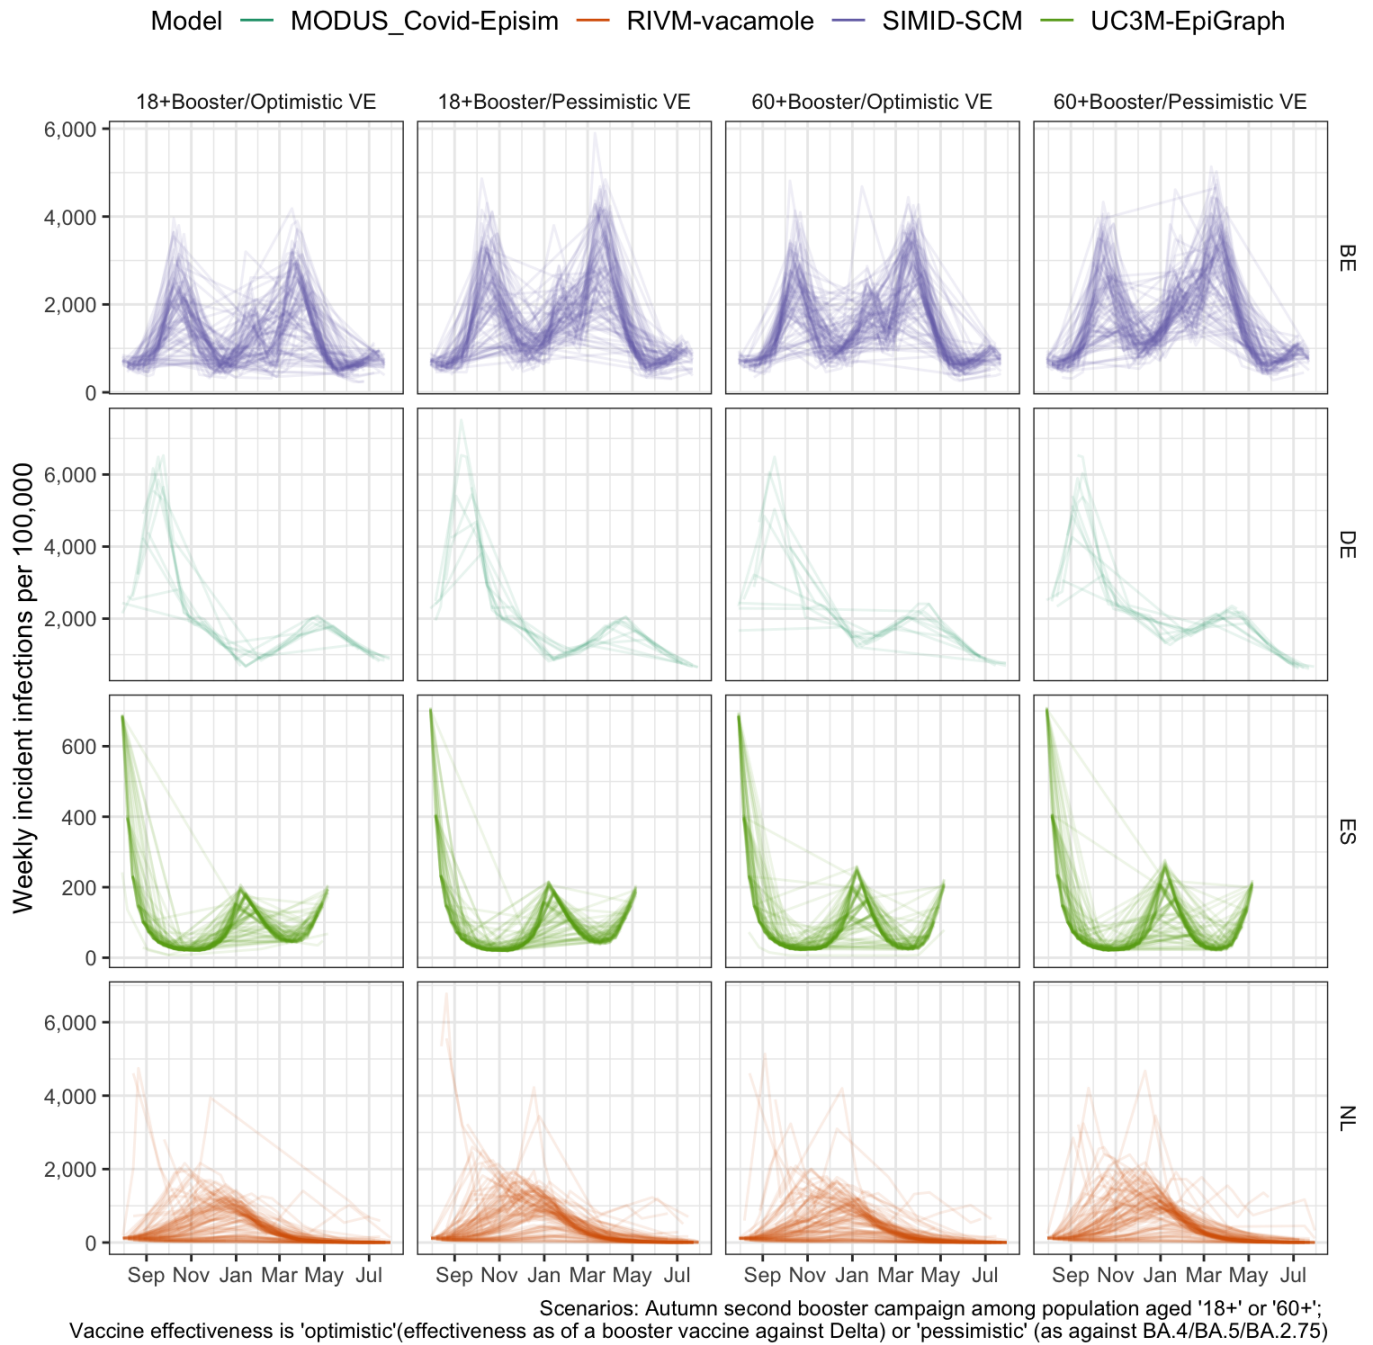 Model MODUS_Covid-Episim RIVM-vacamole SIMID-SCM UC3M-EpiGraph
18+Booster/Optimistic VE 18+Booster/Pessimistic VE 60+Booster/Optimistic VE 60+Booster/Pessimistic VE
Weekly incident infections per 100,000
6,000
4,000
2,000
0
BE
6,000
4,000
2,000
DE
600
400
200
0
ES
6,000
4,000
2,000
0
NL
Sep Nov Jan Mar May Jul Sep Nov Jan Mar May Jul Sep Nov Jan Mar May Jul Sep Nov Jan Mar May Jul
Scenarios: Autumn second booster campaign among population aged '18+' or '60+';
Vaccine effectiveness is 'optimistic'(effectiveness as of a booster vaccine against Delta) or 'pessimistic' (as against BA.4/BA.5/BA.2.75)